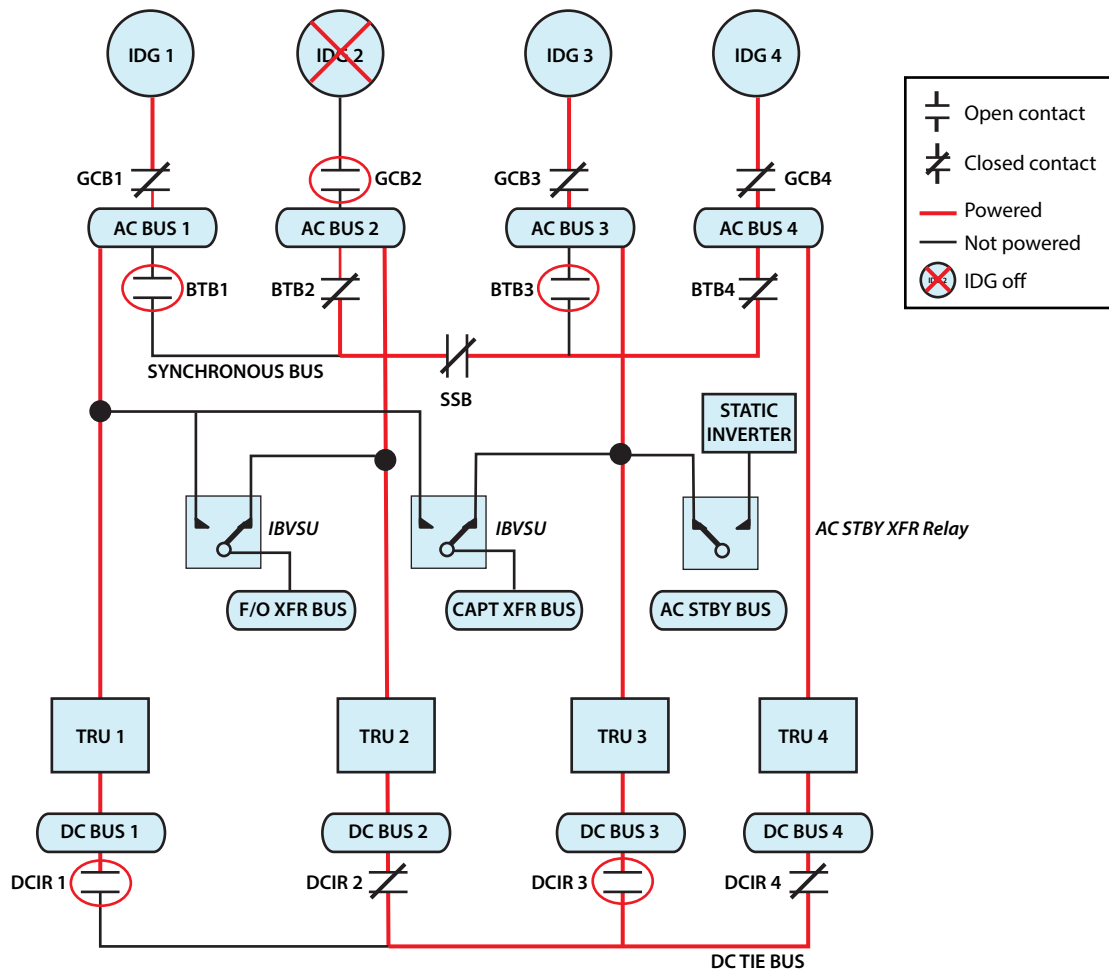 IDG 1
IDG 2
IDG 3
IDG 4
Open contact
Closed contact
Powered
Not powered
IDG 2
IDG off
GCB1
GCB2
GCB3
GCB4
AC BUS 1
AC BUS 2
AC BUS 3
AC BUS 4
BTB1
BTB2
BTB3
BTB4
SYNCHRONOUS BUS
SSB
STATIC
INVERTER
IBVSU
IBVSU
AC STBY XFR Relay
F/O XFR BUS
CAPT XFR BUS
AC STBY BUS
TRU 1
TRU 2
TRU 3
TRU 4
DC BUS 1
DC BUS 2
DC BUS 3
DC BUS 4
DCIR 1
DCIR 2
DCIR 3
DCIR 4
DC TIE BUS